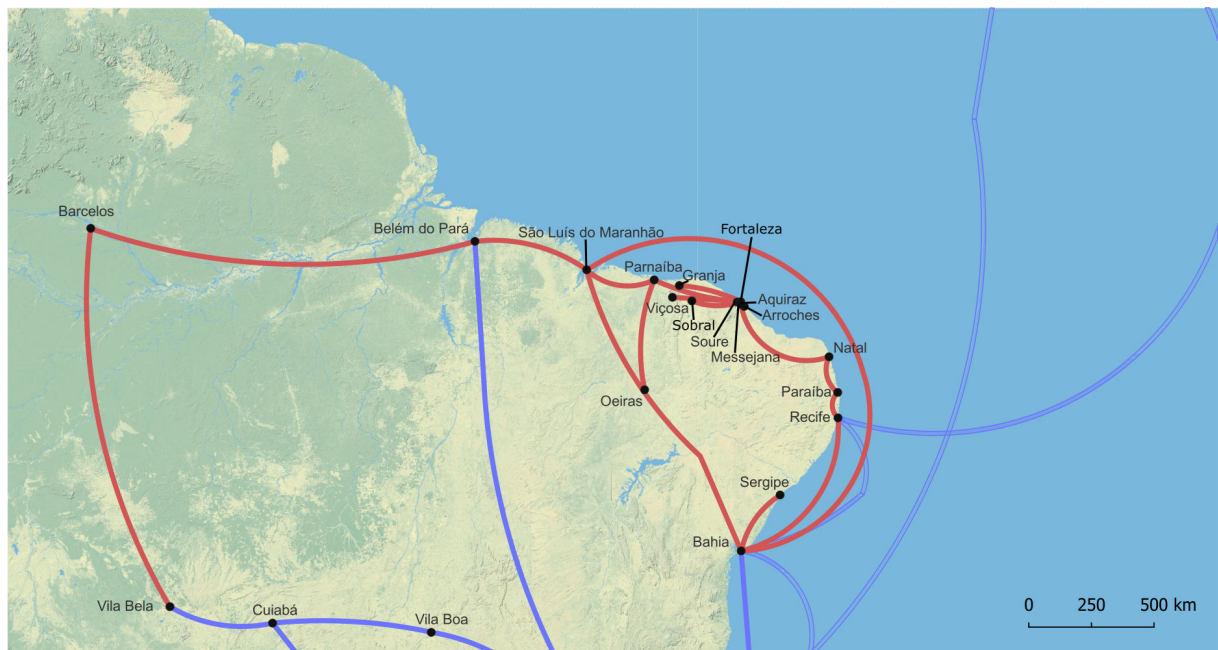 Barcelos
Belém do Pará
São Luís do Maranhão
Fortaleza
Parnaíba
Granja
Viçosa
Aquiraz
Sobral
Arroches
Soure
Messejana
Natal
Oeiras
Paraíba
Recife
Sergipe
Bahia
Vila Bela
Cuiabá
Vila Boa
0 250 500 km